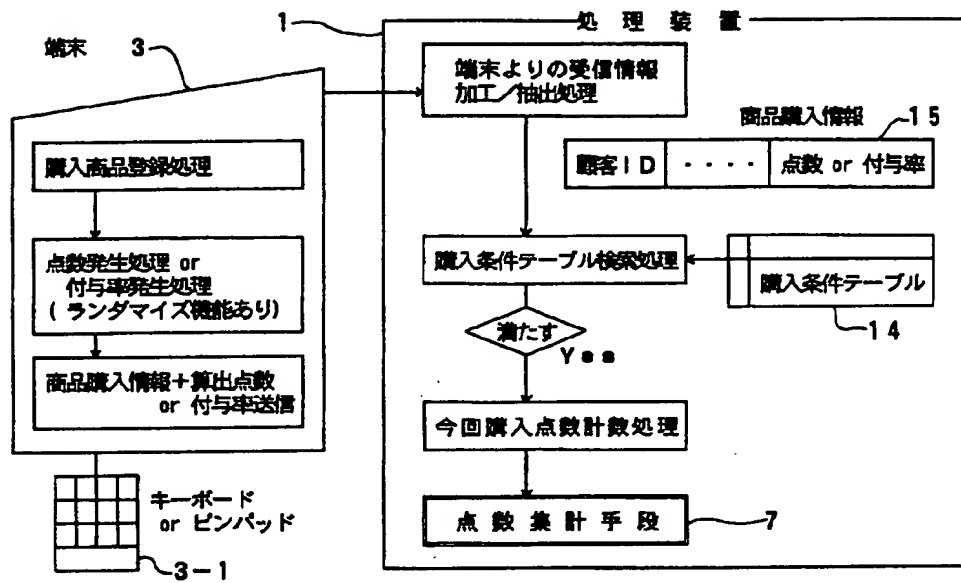 端末 3
購入商品登録処理
点数発生処理 or
付与率発生処理
( ランダマイズ機能あり)
商品購入情報+算出点数
or 付与率送信
キーボード
or ピンパッド
3-1
1
処理装置
端末よりの受信情報
加工/抽出処理
商品購入情報 15
顧客ID ・・・・ 点数 or 付与率
購入条件テーブル検案処理
購入条件テーブル
14
満たす
Yes
今回購入点数計数処理
点数集計手段
7